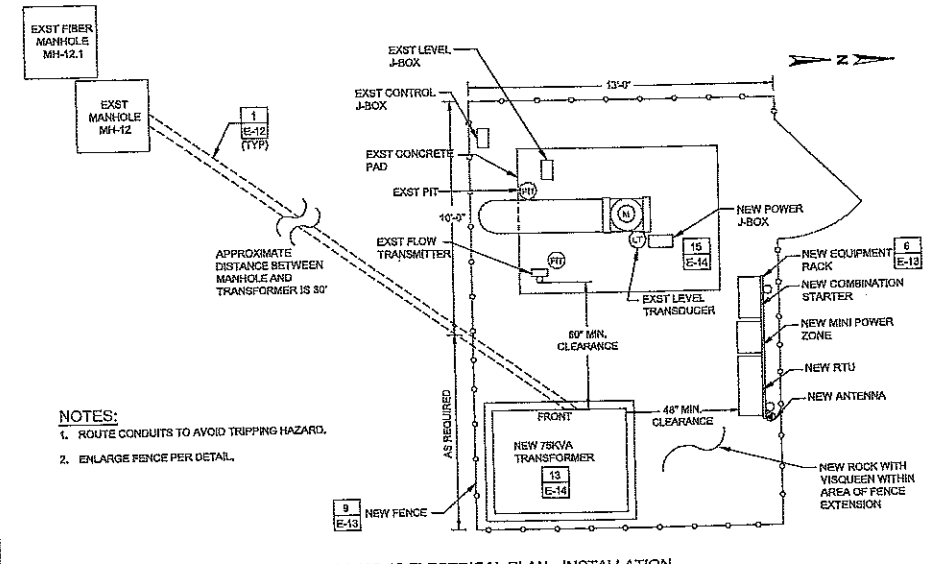 EXST FIBER
MANHOLE
MH-12.1
EXST
MANHOLE
MH-12
1
E-12
(TYP)
EXST LEVEL
J-BOX
EXST CONTROL
J-BOX
EXST CONCRETE
PAD
EXST PIT
PIT
10'-0"
13'-0"
N
M
LT
NEW POWER
J-BOX
15
E-14
EXST FLOW
TRANSMITTER
PIT
EXST LEVEL
TRANSDUCER
60" MIN.
CLEARANCE
NEW EQUIPMENT
RACK
6
E-13
NEW COMBINATION
STARTER
NEW MINI POWER
ZONE
NEW RTU
NEW ANTENNA
APPROXIMATE
DISTANCE BETWEEN
MANHOLE AND
TRANSFORMER IS 80'
48" MIN.
CLEARANCE
AS REQUIRED
FRONT
NEW 75KVA
TRANSFORMER
13
E-14
NOTES:
1. ROUTE CONDUITS TO AVOID TRIPPING HAZARD.
2. ENLARGE FENCE PER DETAIL.
9
E-13
NEW FENCE
NEW ROCK WITH
VISQUEEN WITHIN
AREA OF FENCE
EXTENSION
ELECTRICAL PLAN - INSTALLATION